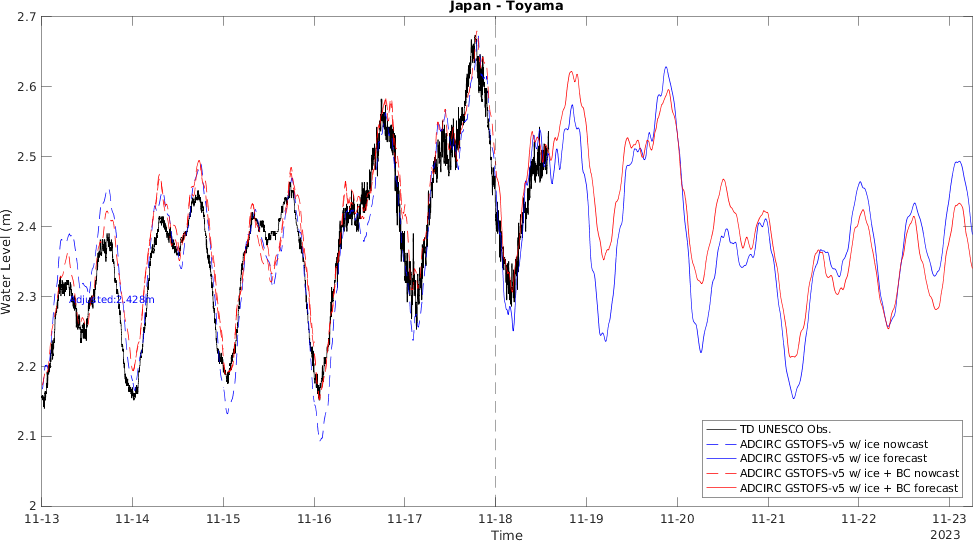 Japan - Toyama
2.7
2.6
2.5
2.4
2.3
2.2
2.1
2
Water Level (m)
Adjusted:2.428m
TD UNESCO Obs.
ADCIRC GSTOFS-v5 w/ ice nowcast
ADCIRC GSTOFS-v5 w/ ice forecast
ADCIRC GSTOFS-v5 w/ ice + BC nowcast
ADCIRC GSTOFS-v5 w/ ice + BC forecast
11-13 11-14 11-15 11-16 11-17 11-18 11-19 11-20 11-21 11-22 11-23
2023
Time